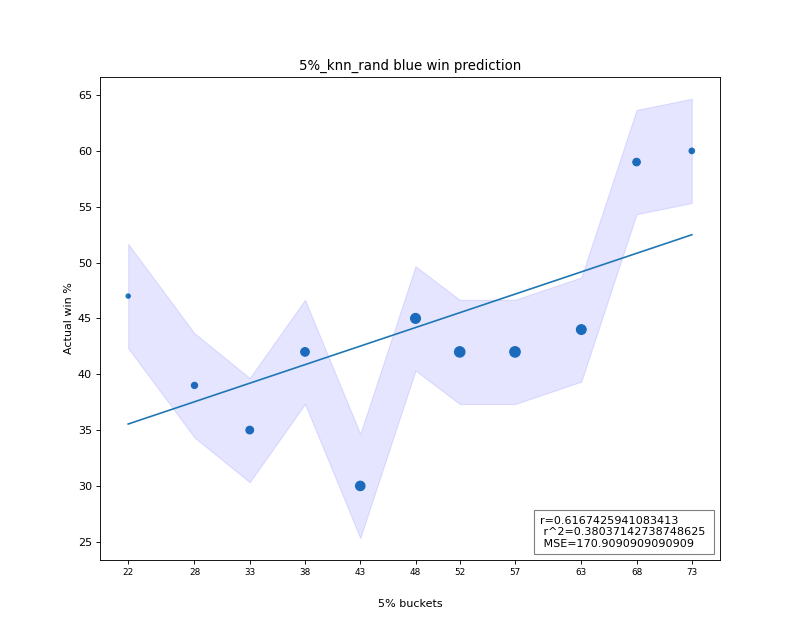 5%_knn_rand blue win prediction
Actual win %
65
60
55
50
45
40
35
30
25
r=0.6167425941083413
r^2=0.38037142738748625
MSE=170.9090909090909
22 28 33 38 43 48 52 57 63 68 73
5% buckets